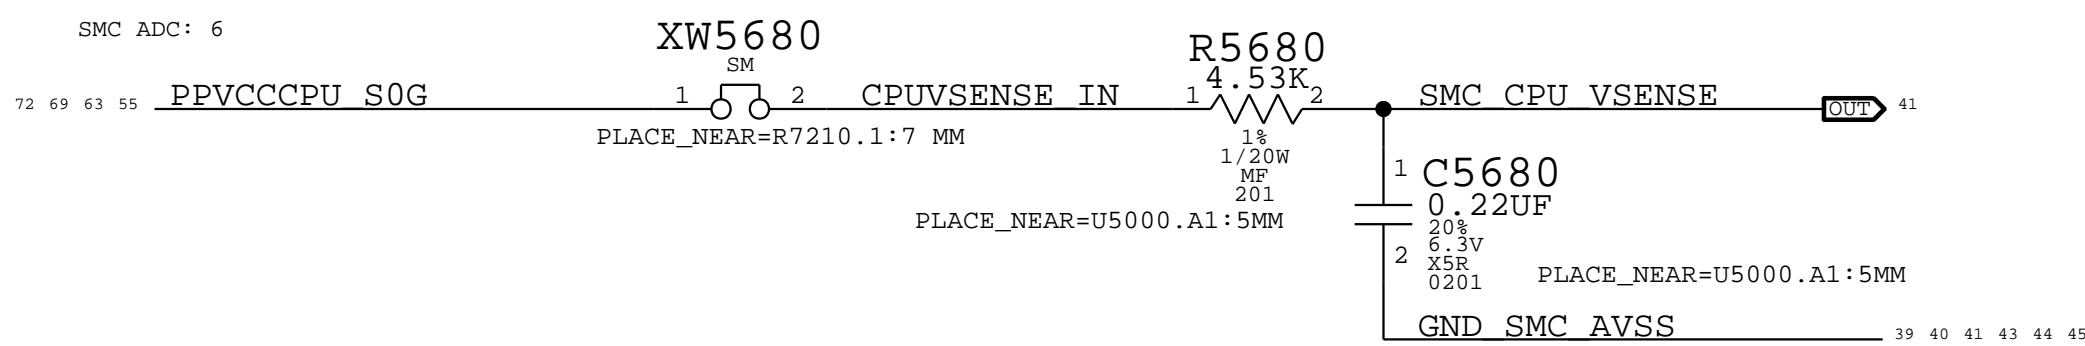 SMC ADC: 6
XW5680
SM
R5680
4.53K
72 69 63 55 PPVCCCPU_S0G 1 2 CPUVSENSE_IN 1 2 SMC_CPU_VSENSE OUT 41
PLACE_NEAR=R7210.1:7 MM
1%
1/20W
MF
201
PLACE_NEAR=U5000.A1:5MM
1 C5680
0.22UF
20%
6.3V
2 X5R
0201
PLACE_NEAR=U5000.A1:5MM
GND_SMC_AVSS 39 40 41 43 44 45